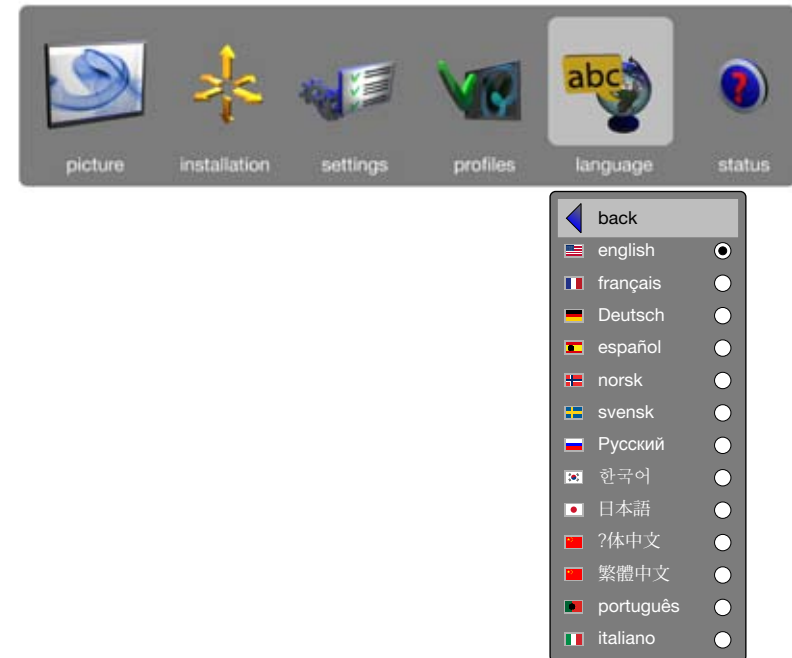 abc
?
picture installation settings profiles language status
back
english
français
Deutsch
español
norsk
svensk
Русский
한국어
日本語
?体中文
繁體中文
português
italiano